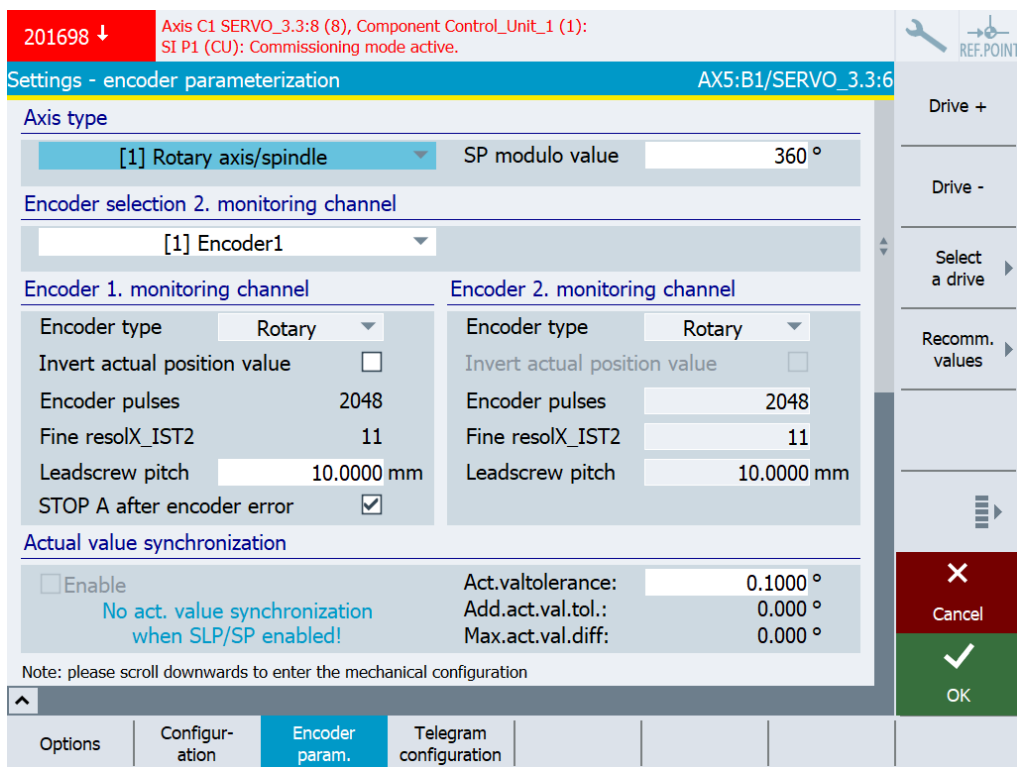 201698
Axis C1 SERVO_3.3:8 (8), Component Control_Unit_1 (1):
SI P1 (CU): Commissioning mode active.
REF.POINT
Settings - encoder parameterization
AX5:B1/SERVO_3.3:6
Axis type
[1] Rotary axis/spindle
SP modulo value
360 °
Encoder selection 2. monitoring channel
[1] Encoder1
Encoder 1. monitoring channel
Encoder type
Rotary
Invert actual position value
Encoder pulses
2048
Fine resolX_IST2
11
Leadscrew pitch
10.0000 mm
STOP A after encoder error
Encoder 2. monitoring channel
Encoder type
Rotary
Invert actual position value
Encoder pulses
2048
Fine resolX_IST2
11
Leadscrew pitch
10.0000 mm
Actual value synchronization
Enable
No act. value synchronization
when SLP/SP enabled!
Act.valtolerance:
0.1000 °
Add.act.val.tol.:
0.000 °
Max.act.val.diff:
0.000 °
Note: please scroll downwards to enter the mechanical configuration
Drive +
Drive -
Select
a drive
Recomm.
values
Cancel
OK
Options
Configur-
ation
Encoder
param.
Telegram
configuration